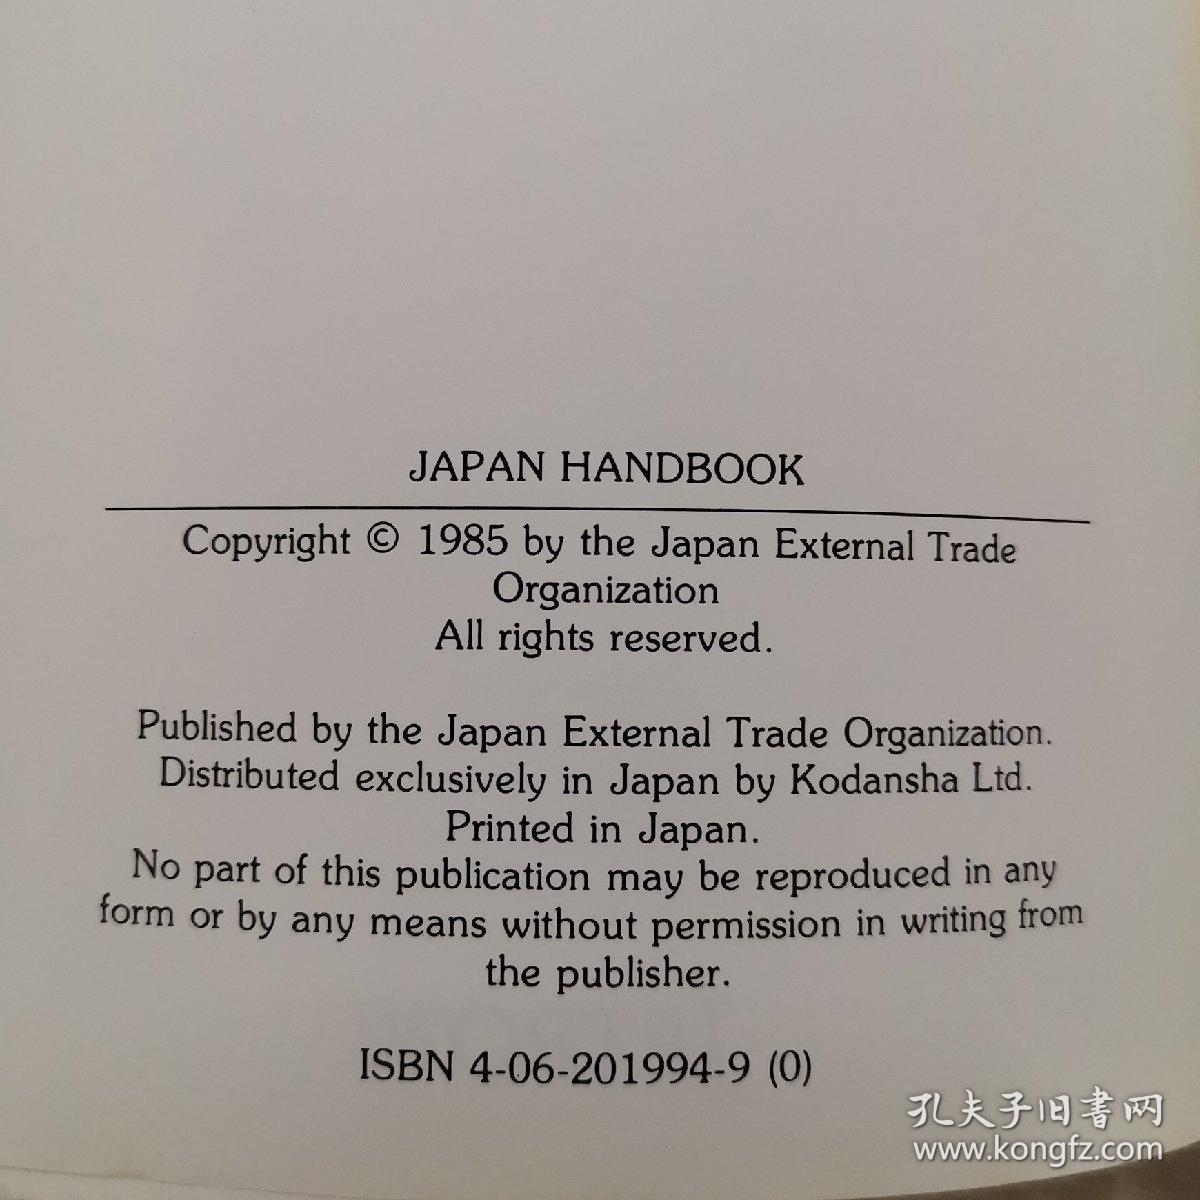 JAPAN HANDBOOK
Copyright © 1985 by the Japan External Trade
Organization
All rights reserved.
Published by the Japan External Trade Organization.
Distributed exclusively in Japan by Kodansha Ltd.
Printed in Japan.
No part of this publication may be reproduced in any
form or by any means without permission in writing from
the publisher.
ISBN 4-06-201994-9 (0)
孔夫子旧书网
www.kongfz.com